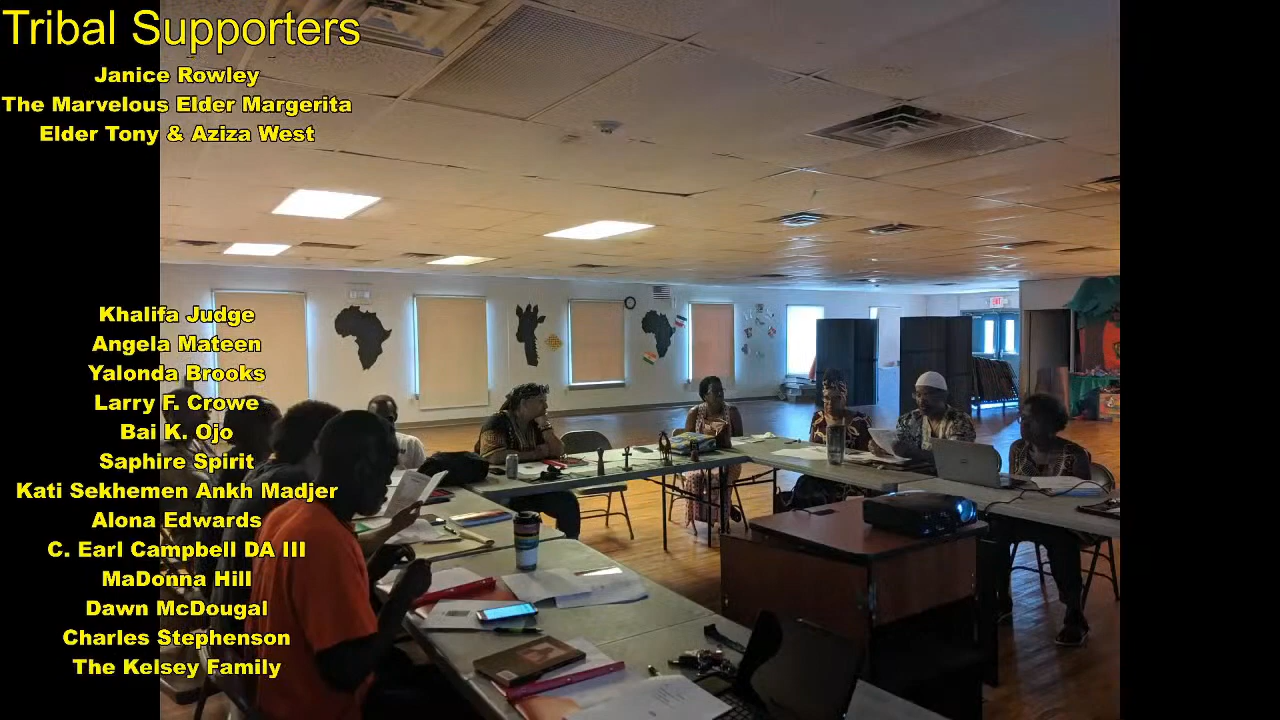 Tribal Supporters
Janice Rowley
The Marvelous Elder Margerita
Elder Tony & Aziza West
Khalifa Judge
Angela Mateen
Yalonda Brooks
Larry F. Crowe
Bai K. Ojo
Saphire Spirit
Kati Sekhemen Ankh Madjer
Alona Edwards
C. Earl Campbell DA III
MaDonna Hill
Dawn McDougal
Charles Stephenson
The Kelsey Family
EXIT